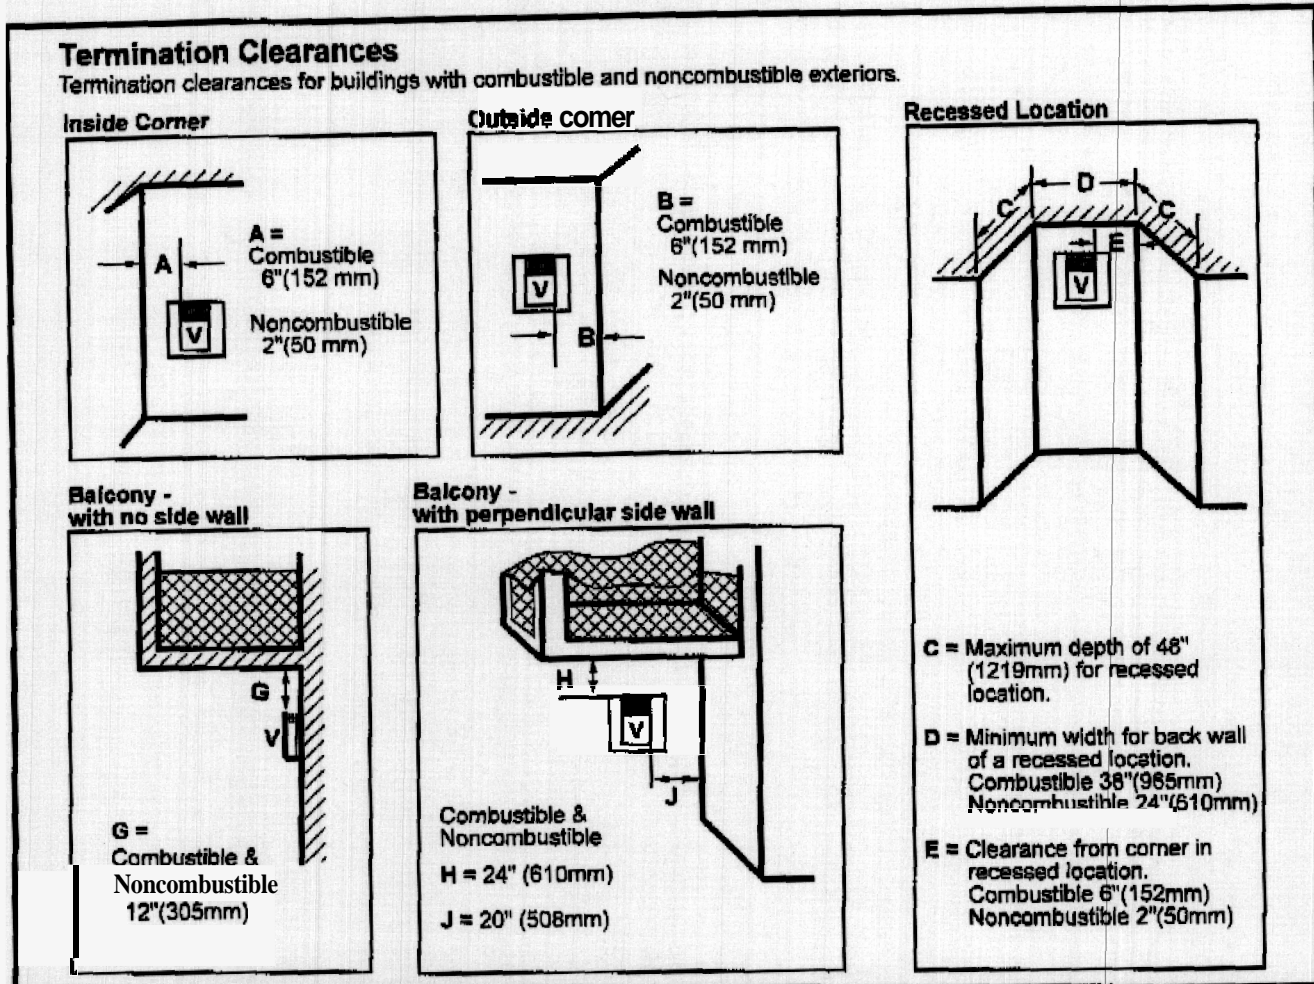 Termination Clearances
Termination clearances for buildings with combustible and noncombustible exteriors.
Inside Corner
A
A =
Combustible
6"(152 mm)
Noncombustible
2"(50 mm)
V
Outside comer
B =
Combustible
6"(152 mm)
Noncombustible
2"(50 mm)
V
B
Recessed Location
D
C
C
E
V
C = Maximum depth of 48"
(1219mm) for recessed
location.
D = Minimum width for back wall
of a recessed location.
Combustible 38"(965mm)
Noncombustible 24"(610mm)
E = Clearance from corner in
recessed location.
Combustible 6"(152mm)
Noncombustible 2"(50mm)
Balcony -
with no side wall
G
V
G =
Combustible &
Noncombustible
12"(305mm)
Balcony -
with perpendicular side wall
H
V
J
Combustible &
Noncombustible
H = 24" (610mm)
J = 20" (508mm)